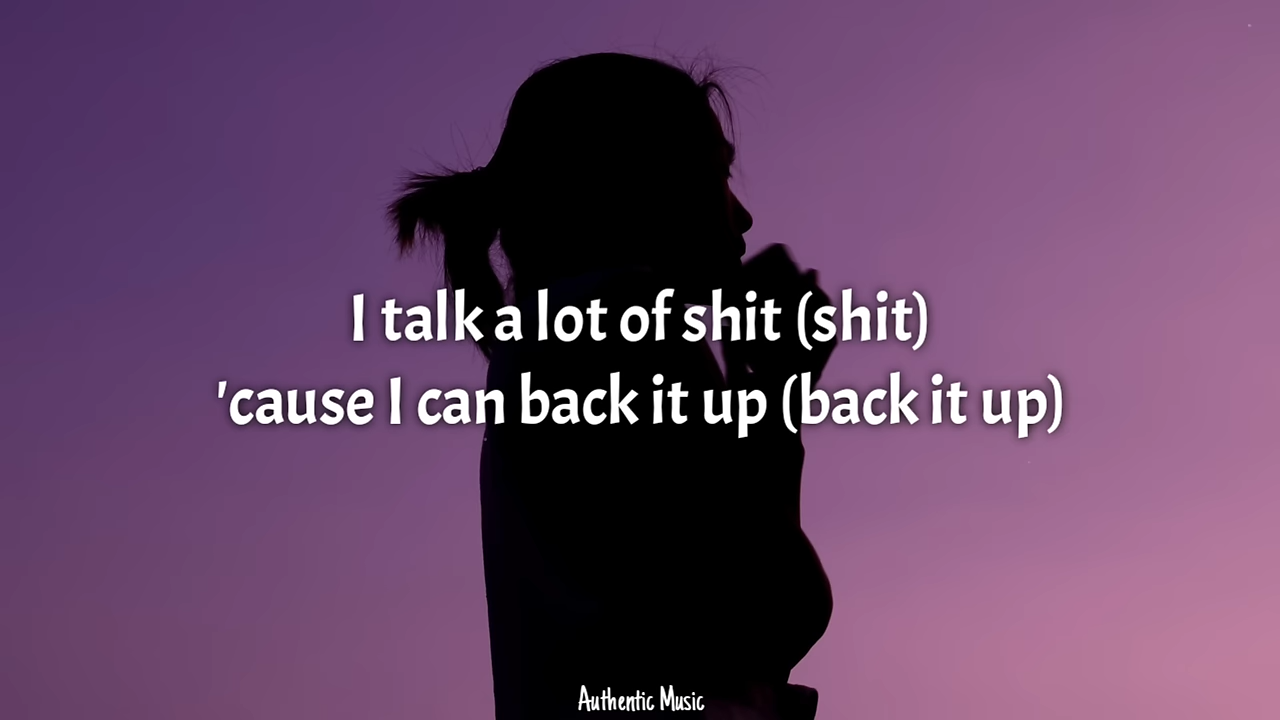 I talk a lot of shit (shit)
'cause I can back it up (back it up)
Authentic Music